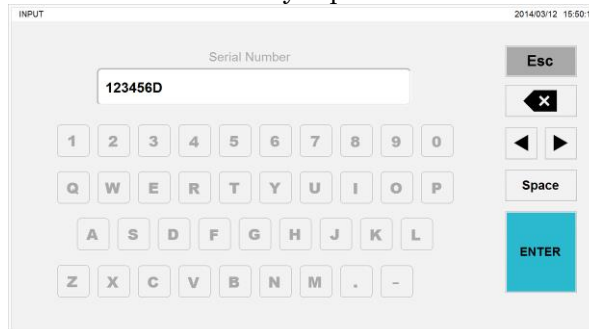 INPUT 2014/03/12 15:50:1
Serial Number
Esc
123456D
1 2 3 4 5 6 7 8 9 0
Q W E R T Y U I O P
Space
A S D F G H J K L
ENTER
Z X C V B N M . –